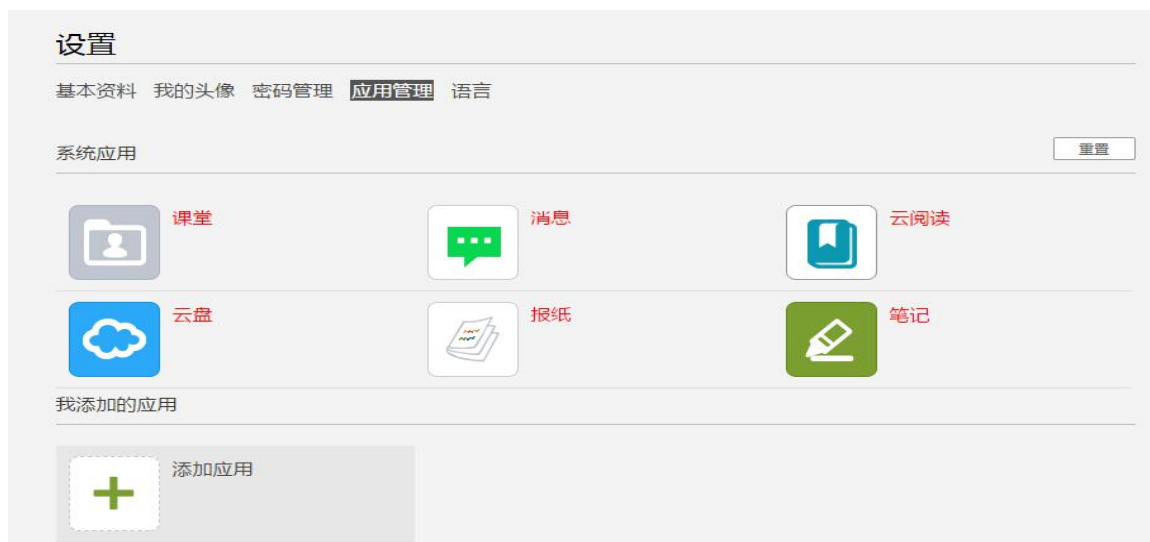 设置
基本资料 我的头像 密码管理 应用管理 语言
系统应用 重置
课堂 消息 云阅读
云盘 报纸 笔记
我添加的应用
添加应用